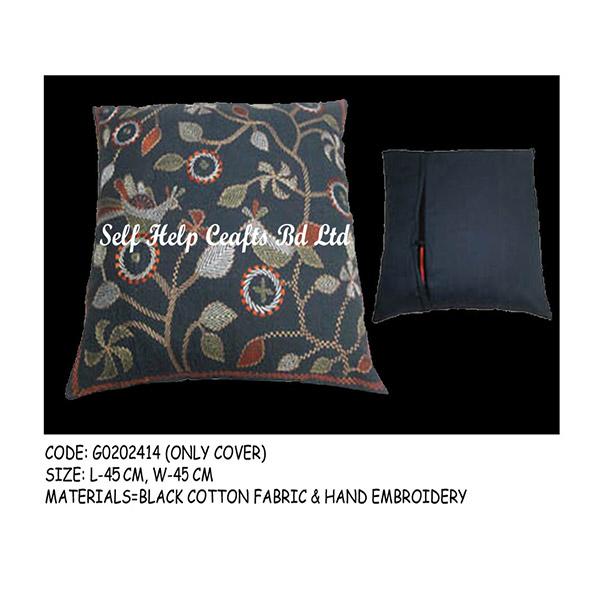 Self Help Ceafts Bd Ltd
CODE: G0202414 (ONLY COVER)
SIZE: L-45 CM, W-45 CM
MATERIALS=BLACK COTTON FABRIC & HAND EMBROIDERY